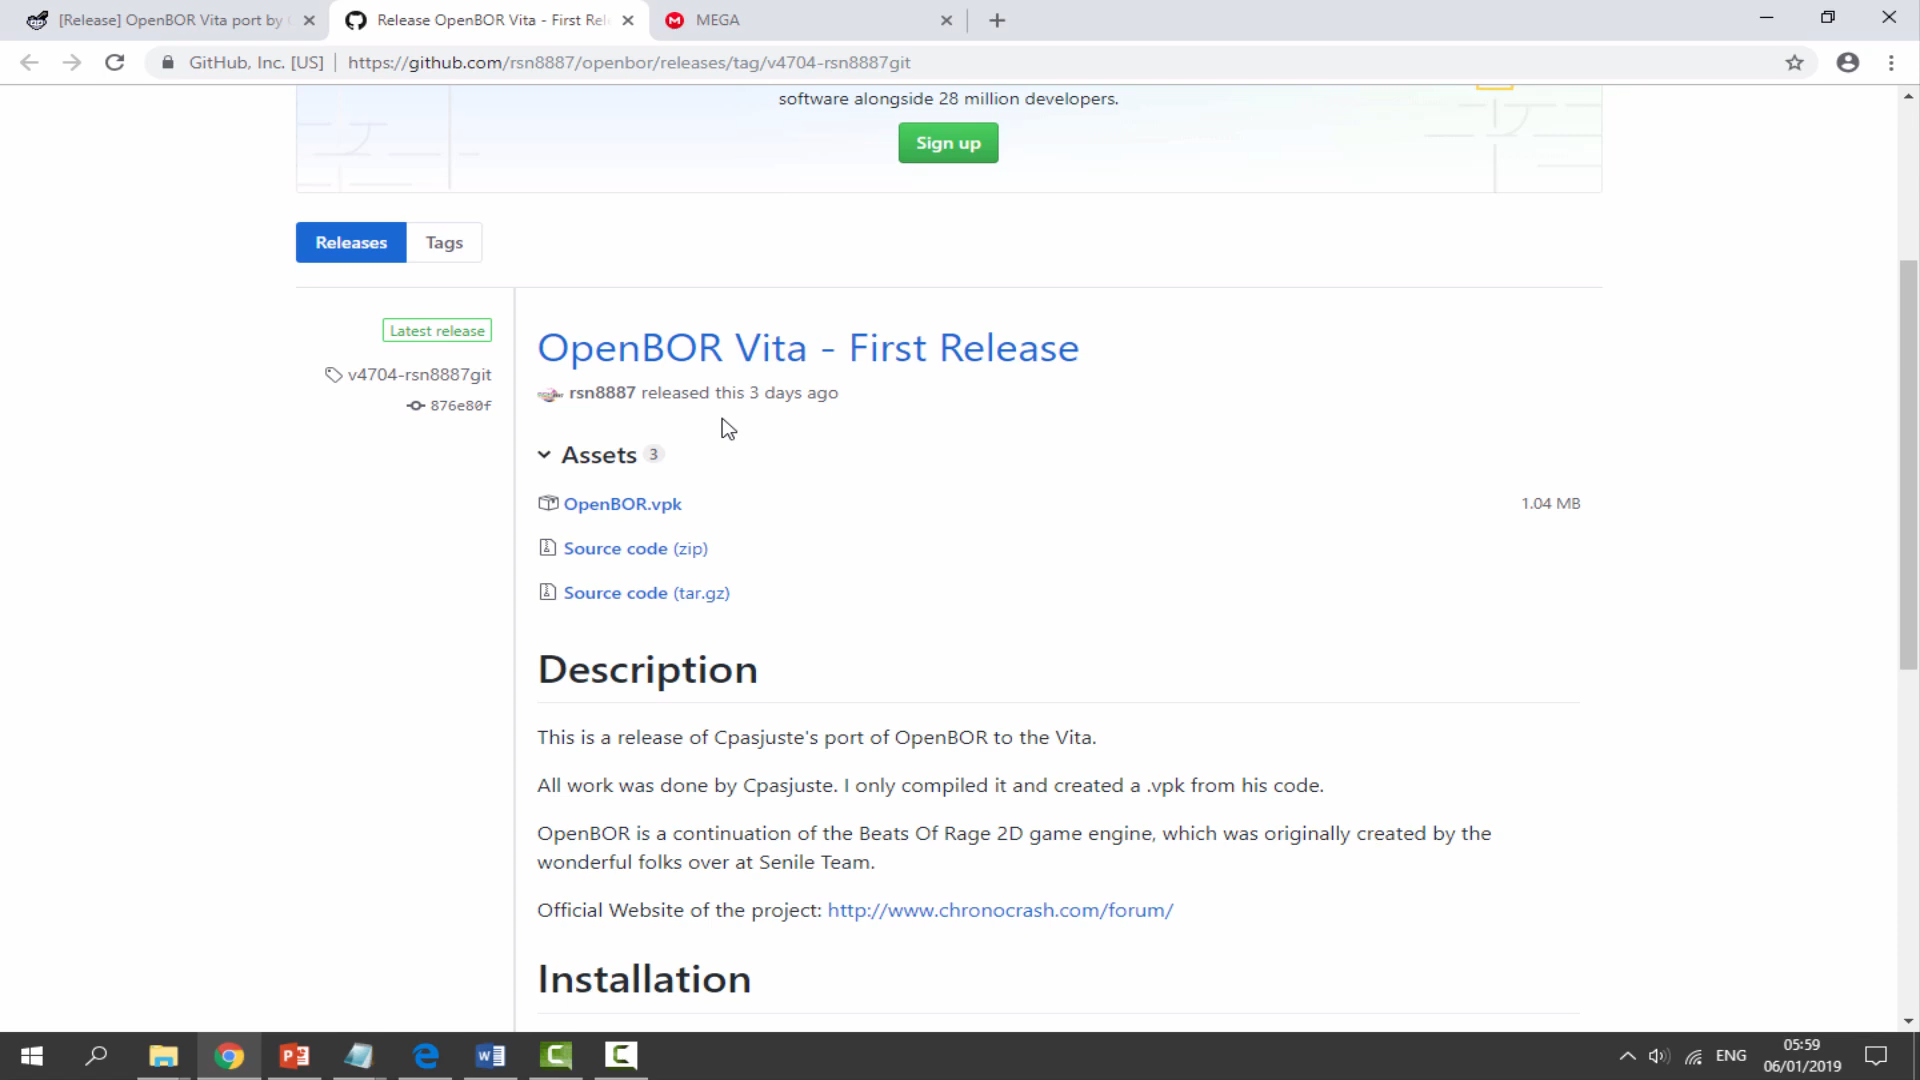 [Release] OpenBOR Vita port by
Release OpenBOR Vita - First Rel
MEGA
GitHub, Inc. [US]
https://github.com/rsn8887/openbor/releases/tag/v4704-rsn8887git
software alongside 28 million developers.
Sign up
Releases
Tags
Latest release
v4704-rsn8887git
876e80f
OpenBOR Vita - First Release
rsn8887 released this 3 days ago
Assets 3
OpenBOR.vpk
1.04 MB
Source code (zip)
Source code (tar.gz)
Description
This is a release of Cpasjuste's port of OpenBOR to the Vita.
All work was done by Cpasjuste. I only compiled it and created a .vpk from his code.
OpenBOR is a continuation of the Beats Of Rage 2D game engine, which was originally created by the
wonderful folks over at Senile Team.
Official Website of the project: http://www.chronocrash.com/forum/
Installation
ENG
05:59
06/01/2019